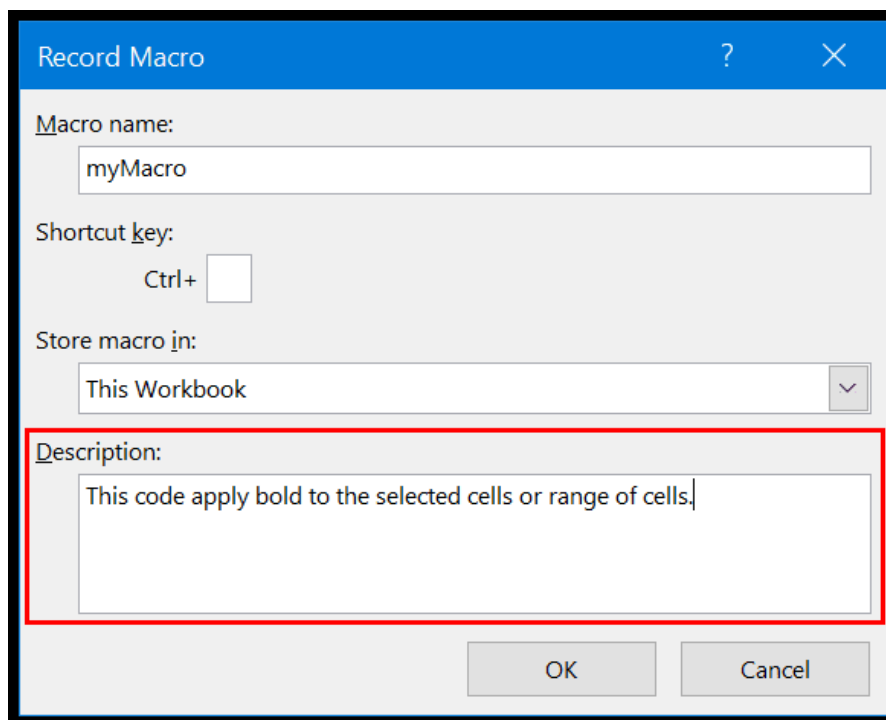 Record Macro ?
Macro name:
myMacro
Shortcut key:
Ctrl+
Store macro in:
This Workbook
Description:
This code apply bold to the selected cells or range of cells.
OK Cancel